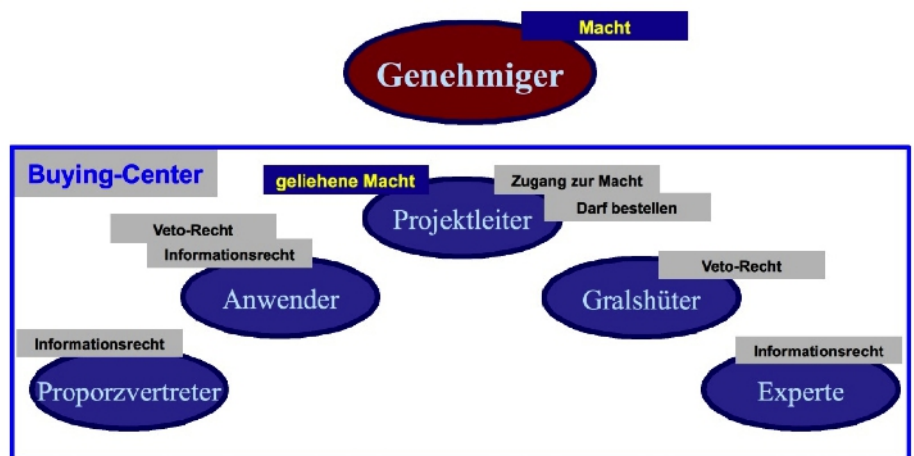 Macht
Genehmiger
Buying-Center
geliehene Macht
Zugang zur Macht
Darf bestellen
Projektleiter
Veto-Recht
Informationsrecht
Anwender
Veto-Recht
Gralshüter
Informationsrecht
Proporzvertreter
Informationsrecht
Experte